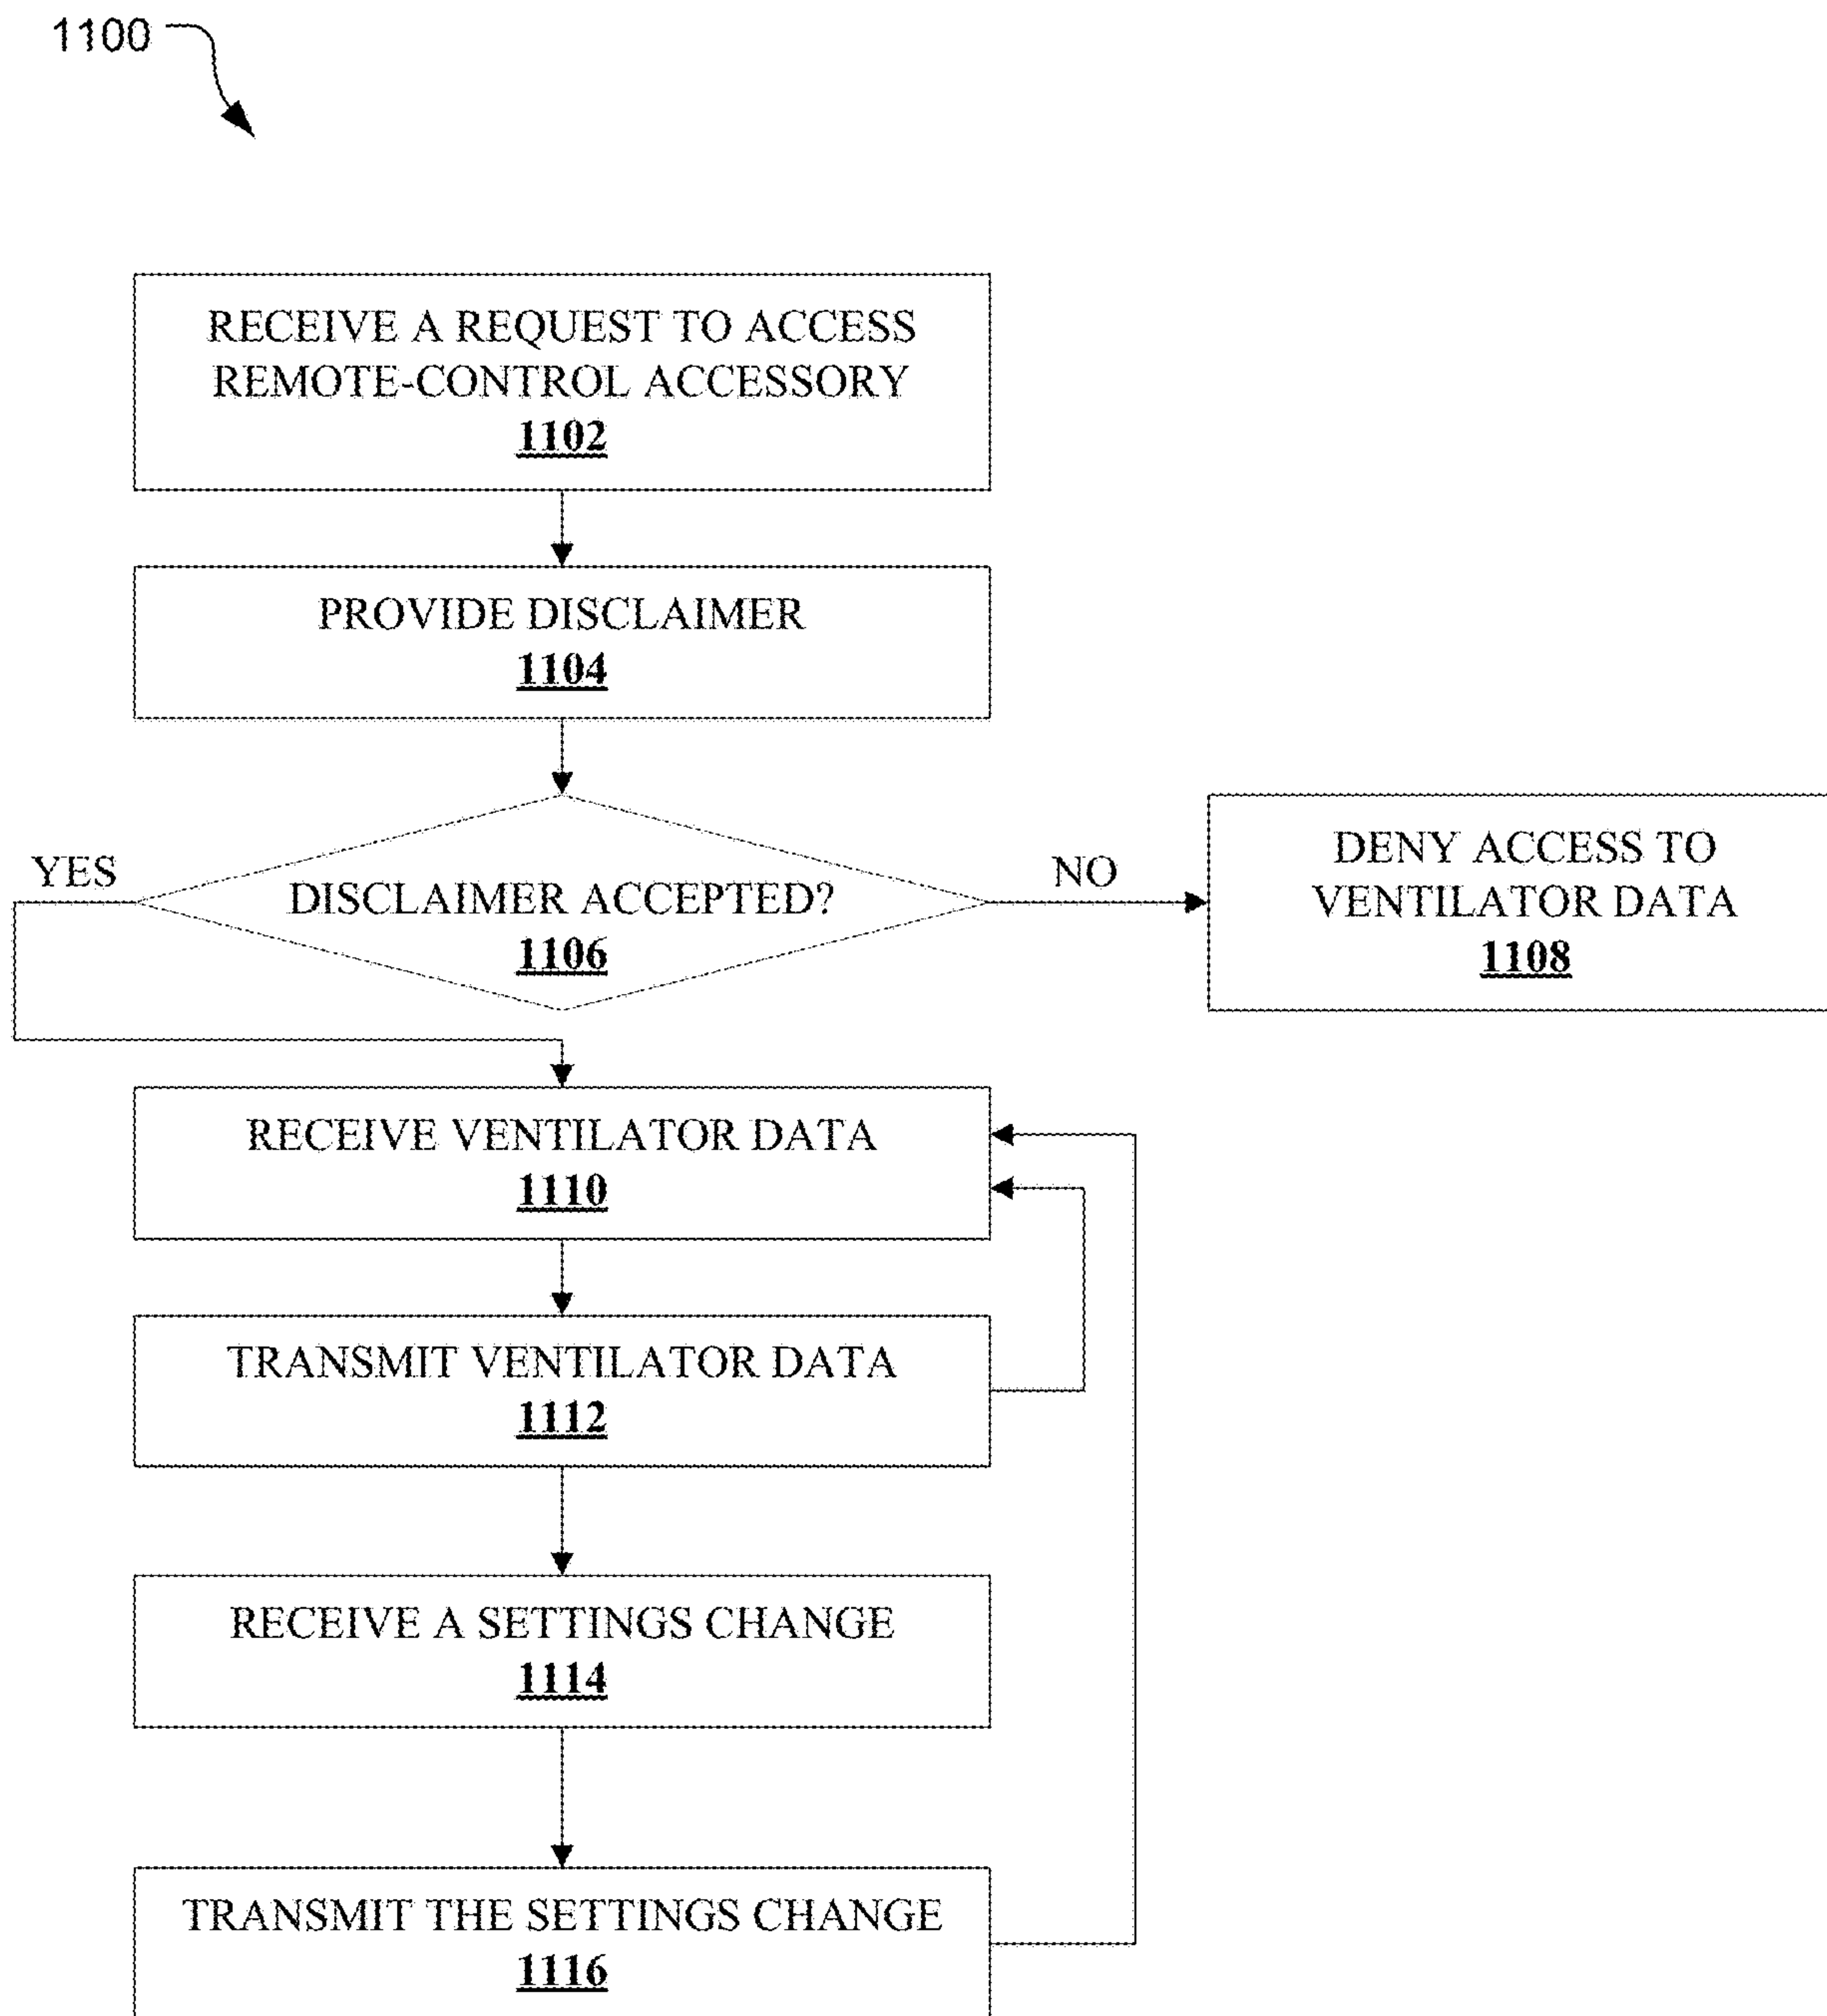 1100
RECEIVE A REQUEST TO ACCESS
REMOTE-CONTROL ACCESSORY
1102
PROVIDE DISCLAIMER
1104
YES
DISCLAIMER ACCEPTED?
1106
NO
DENY ACCESS TO
VENTILATOR DATA
1108
RECEIVE VENTILATOR DATA
1110
TRANSMIT VENTILATOR DATA
1112
RECEIVE A SETTINGS CHANGE
1114
TRANSMIT THE SETTINGS CHANGE
1116